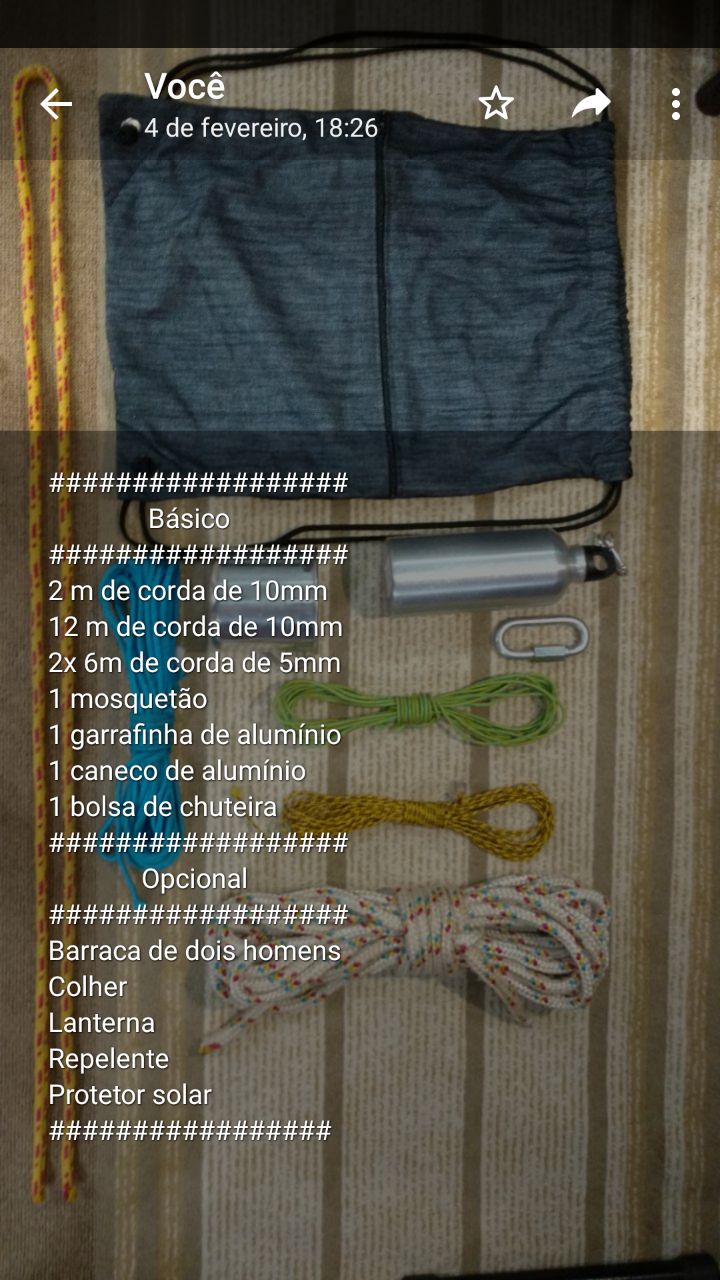 Você
4 de fevereiro, 18:26
##################
Básico
##################
2 m de corda de 10mm
12 m de corda de 10mm
2x 6m de corda de 5mm
1 mosquetão
1 garrafinha de alumínio
1 caneco de alumínio
1 bolsa de chuteira
##################
Opcional
##################
Barraca de dois homens
Colher
Lanterna
Repelente
Protetor solar
#################